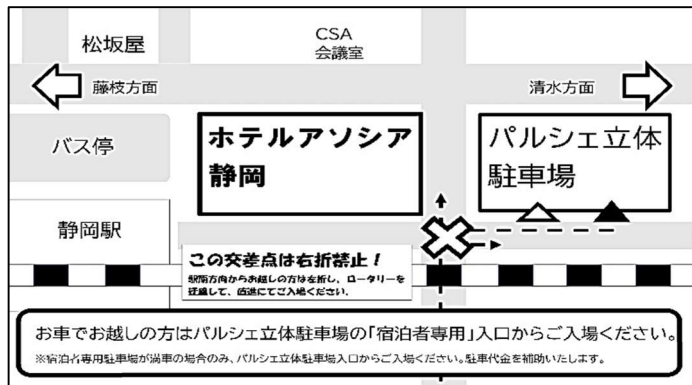 松坂屋
CSA
会議室
藤枝方面
清水方面
バス停
ホテルアソシア
静岡
パルシェ立体
駐車場
静岡駅
この交差点は右折禁止！
駅南方向からお越しの方は左折し、ロータリーを
迂回して、直進にてご入場ください。
お車でお越しの方はパルシェ立体駐車場の「宿泊者専用」入口からご入場ください。
※宿泊者専用駐車場が満車の場合のみ、パルシェ立体駐車場入口からご入場ください。駐車代金を補助いたします。